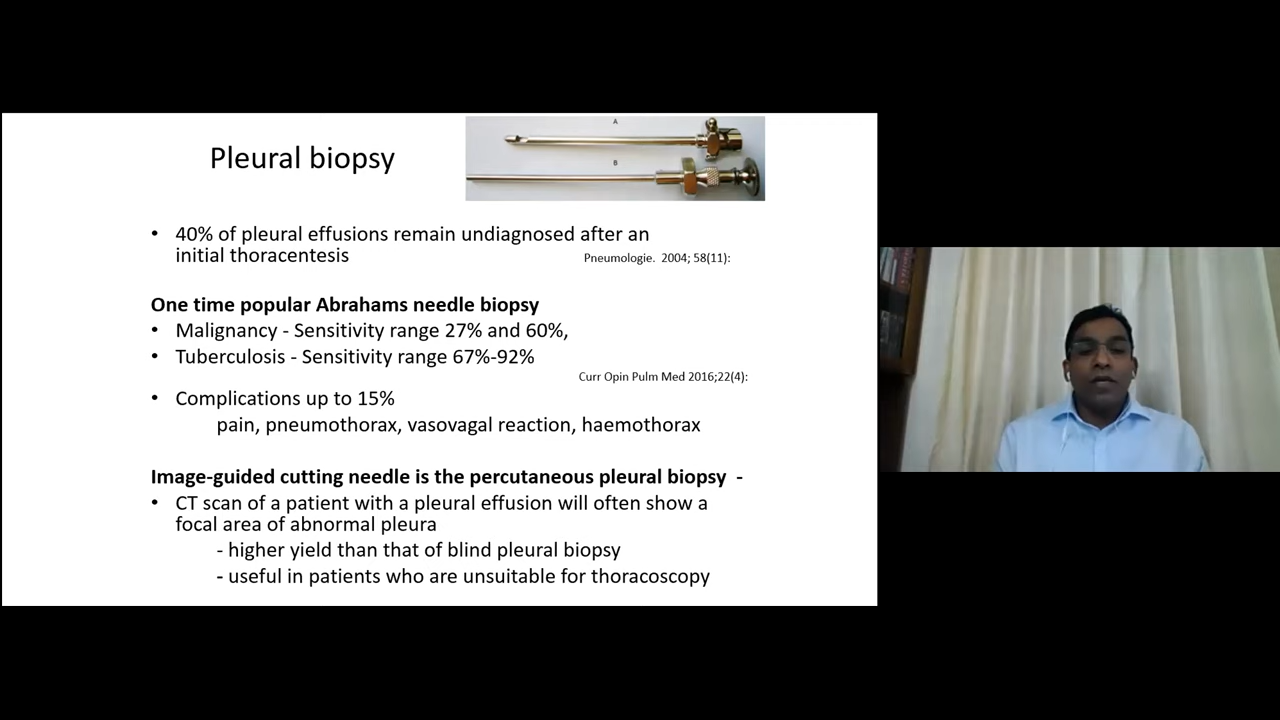 Pleural biopsy
A
B
• 40% of pleural effusions remain undiagnosed after an
initial thoracentesis
Pneumologie. 2004; 58(11):
One time popular Abrahams needle biopsy
• Malignancy - Sensitivity range 27% and 60%,
• Tuberculosis - Sensitivity range 67%-92%
Curr Opin Pulm Med 2016;22(4):
• Complications up to 15%
pain, pneumothorax, vasovagal reaction, haemothorax
Image-guided cutting needle is the percutaneous pleural biopsy -
• CT scan of a patient with a pleural effusion will often show a
focal area of abnormal pleura
- higher yield than that of blind pleural biopsy
- useful in patients who are unsuitable for thoracoscopy